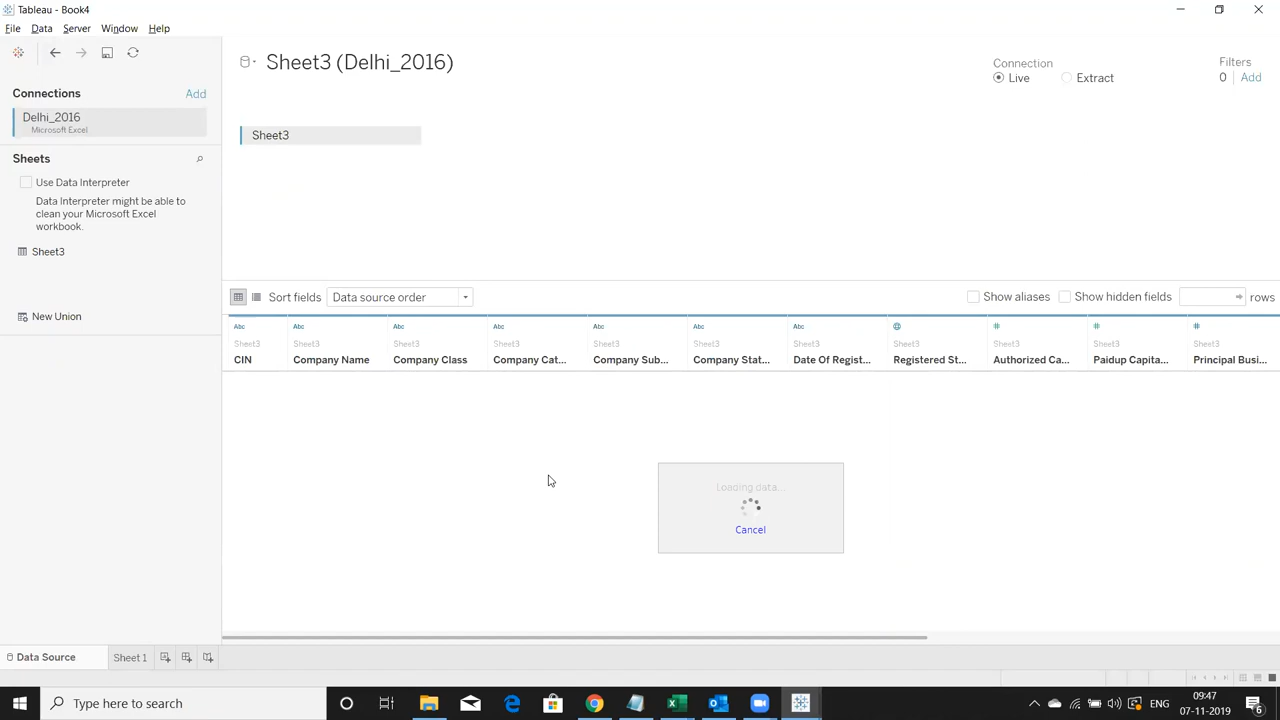 Tableau - Book4
File Data Server Window Help
Connections Add
Delhi_2016
Microsoft Excel
Sheets
Use Data Interpreter
Data Interpreter might be able to
clean your Microsoft Excel
workbook.
Sheet3
New Union
Sheet3 (Delhi_2016)
Connection
Live Extract
Filters
0 Add
Sheet3
Sort fields Data source order Show aliases Show hidden fields rows
Abc Abc Abc Abc Abc Abc Abc # # #
Sheet3 Sheet3 Sheet3 Sheet3 Sheet3 Sheet3 Sheet3 Sheet3 Sheet3 Sheet3 Sheet3
CIN Company Name Company Class Company Cat... Company Sub... Company Stat... Date Of Regist... Registered St... Authorized Ca... Paidup Capita... Principal Busi...
Loading data...
Cancel
Data Source Sheet 1
Type here to search
ENG
09:47
07-11-2019
6